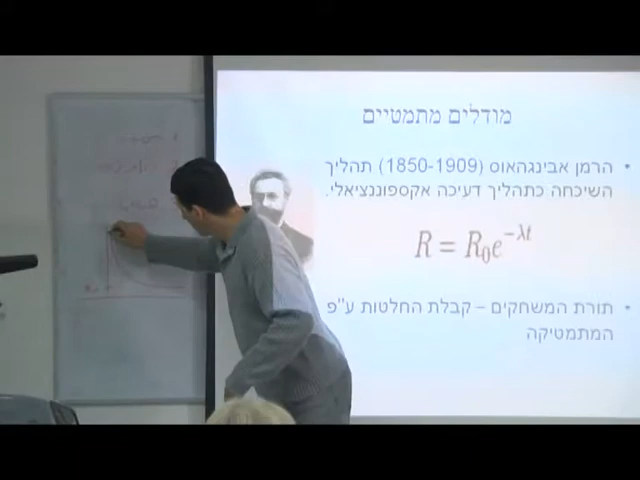 מודלים מתמטיים
• הרמן אבינגהאוס (1850-1909) תהליך
השיכחה כתהליך דעיכה אקספוננציאלי.
R = R₀e^−λt
• תורת המשחקים – קבלת החלטות ע"פ
המתמטיקה